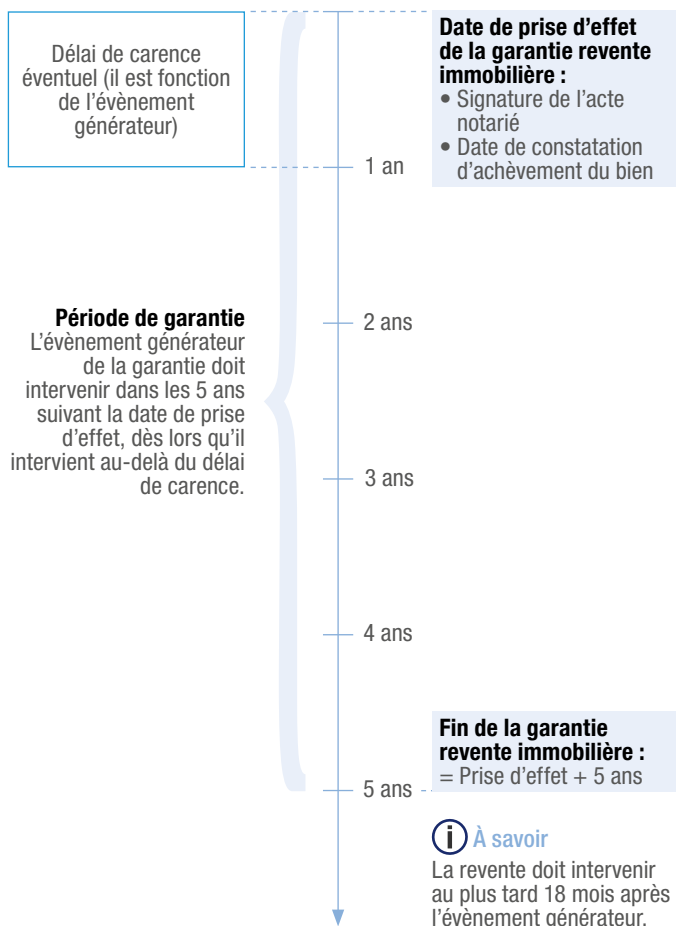 Délai de carence
éventuel (il est fonction
de l’évènement
générateur)
Date de prise d’effet
de la garantie revente
immobilière :
• Signature de l’acte
notarié
• Date de constatation
d’achèvement du bien
1 an
2 ans
Période de garantie
L’évènement générateur
de la garantie doit
intervenir dans les 5 ans
suivant la date de prise
d’effet, dès lors qu’il
intervient au-delà du délai
de carence.
3 ans
4 ans
Fin de la garantie
revente immobilière :
= Prise d’effet + 5 ans
5 ans
i À savoir
La revente doit intervenir
au plus tard 18 mois après
l’évènement générateur.